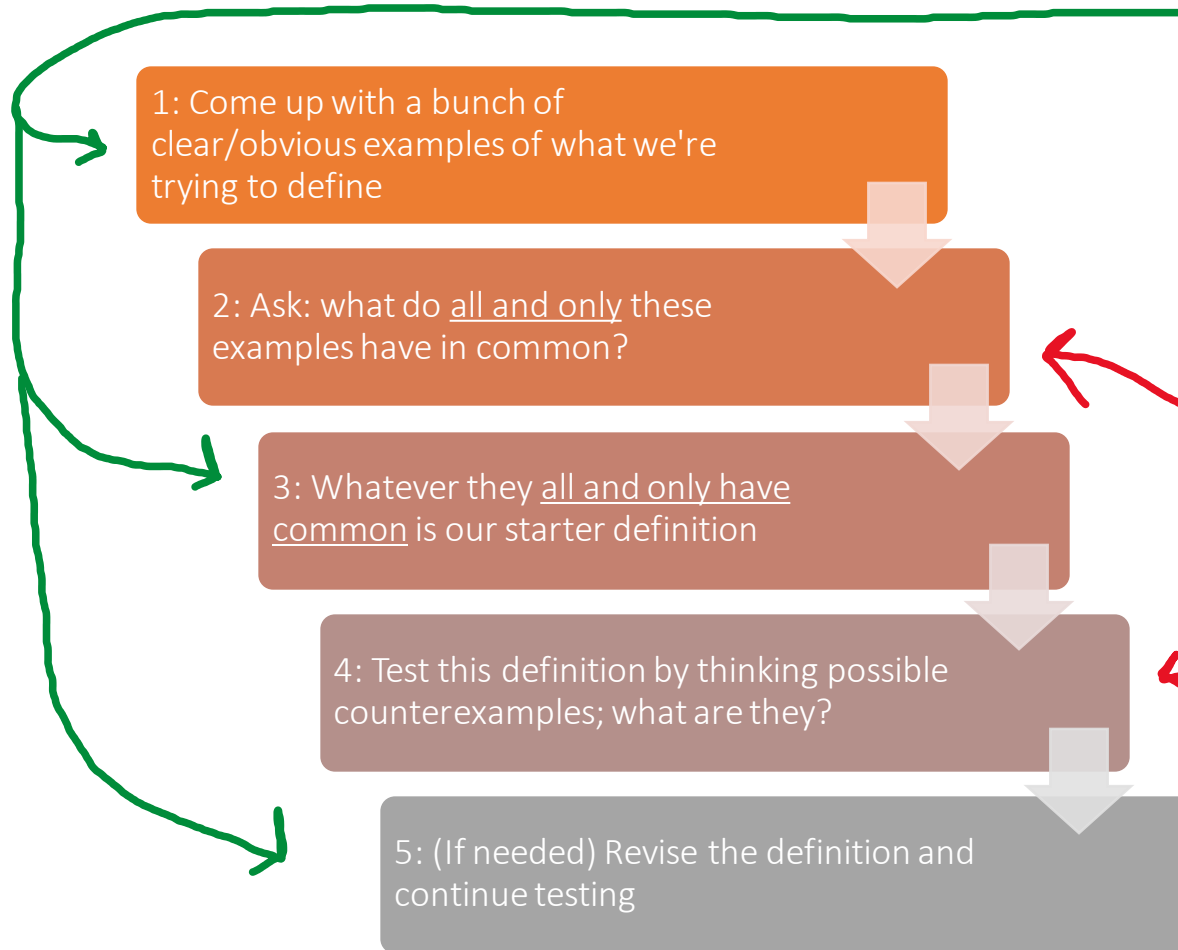 1: Come up with a bunch of
clear/obvious examples of what we're
trying to define
2: Ask: what do all and only these
examples have in common?
3: Whatever they all and only have
common is our starter definition
4: Test this definition by thinking possible
counterexamples; what are they?
5: (If needed) Revise the definition and
continue testing